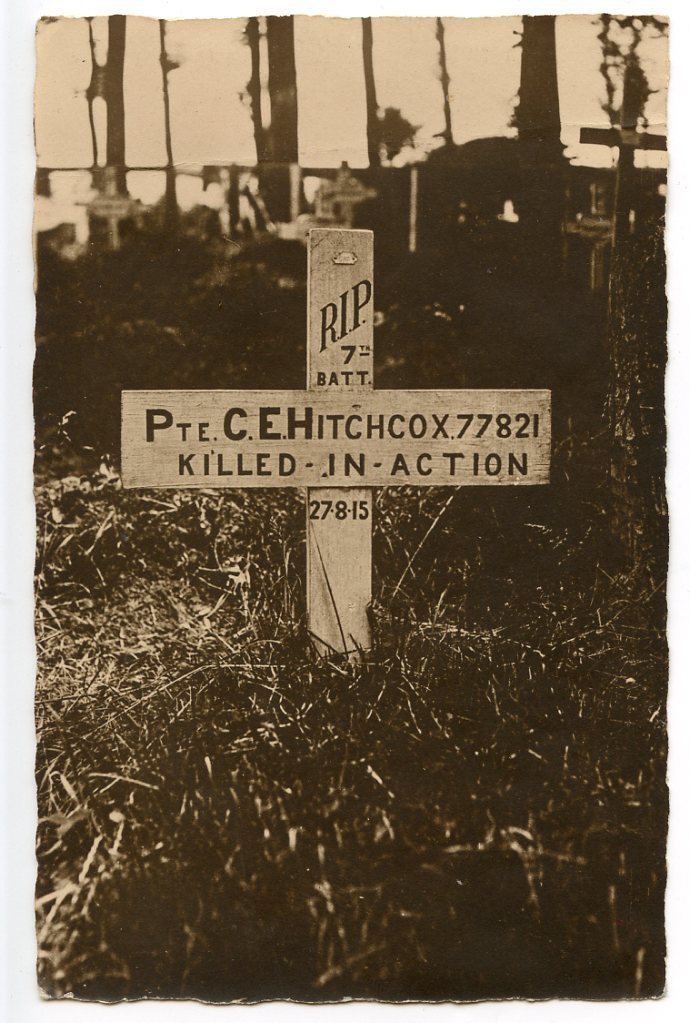 R.I.P.
7TH
BATT.
PTE. C.E.HITCHCOX.77821
KILLED-IN-ACTION
27-8-15